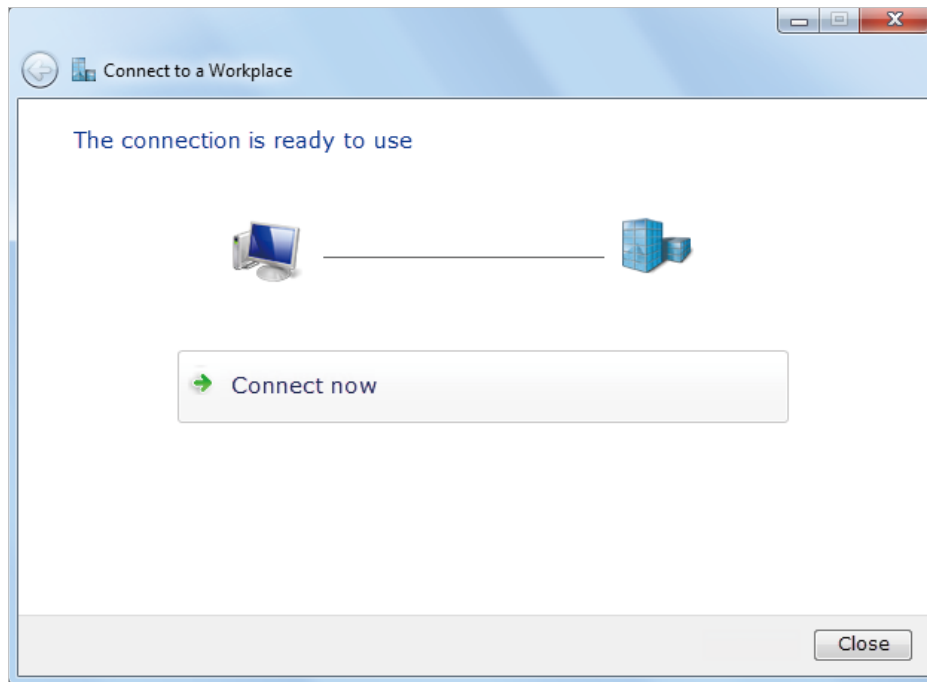 Connect to a Workplace
The connection is ready to use
Connect now
Close